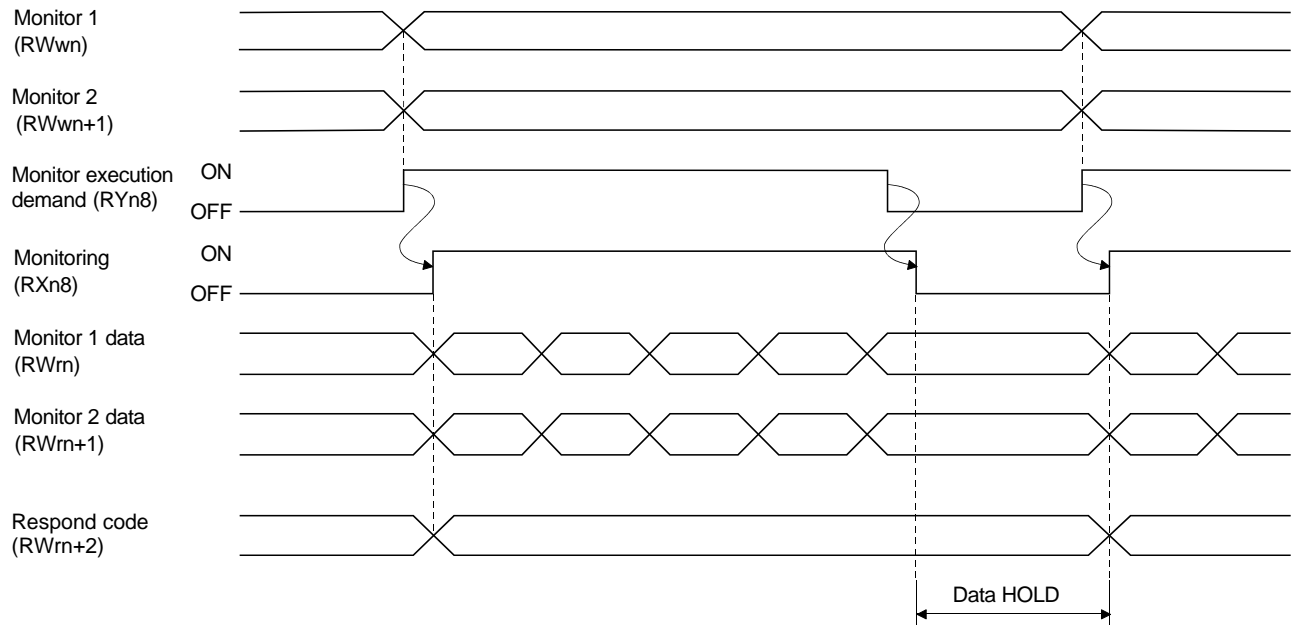 Monitor 1
(RWwn)
Monitor 2
(RWwn+1)
Monitor execution ON
demand (RYn8)
OFF
Monitoring ON
(RXn8)
OFF
Monitor 1 data
(RWrn)
Monitor 2 data
(RWrn+1)
Respond code
(RWrn+2)
Data HOLD